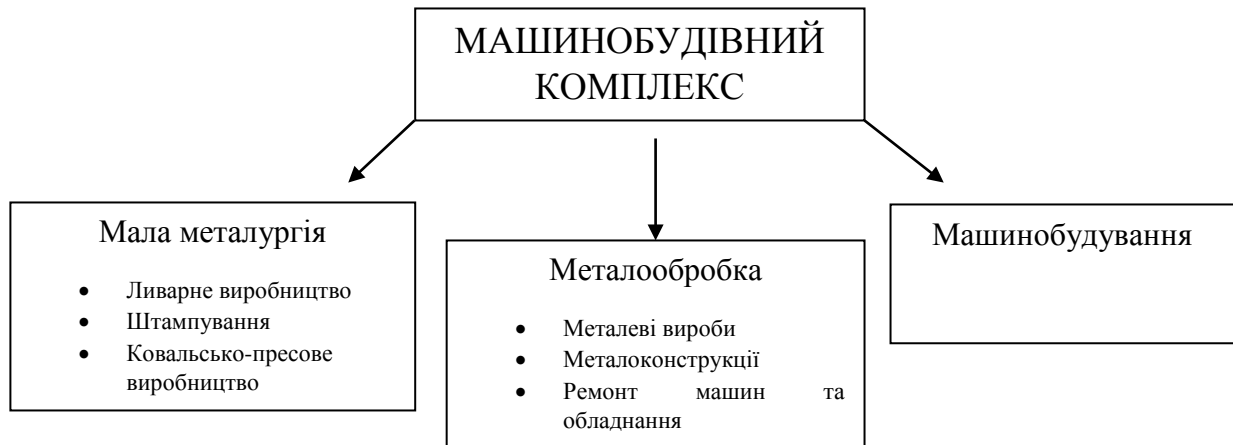 МАШИНОБУДІВНИЙ
КОМПЛЕКС
Мала металургія
• Ливарне виробництво
• Штампування
• Ковальсько-пресове
виробництво
Металообробка
• Металеві вироби
• Металоконструкції
• Ремонт машин та
обладнання
Машинобудування